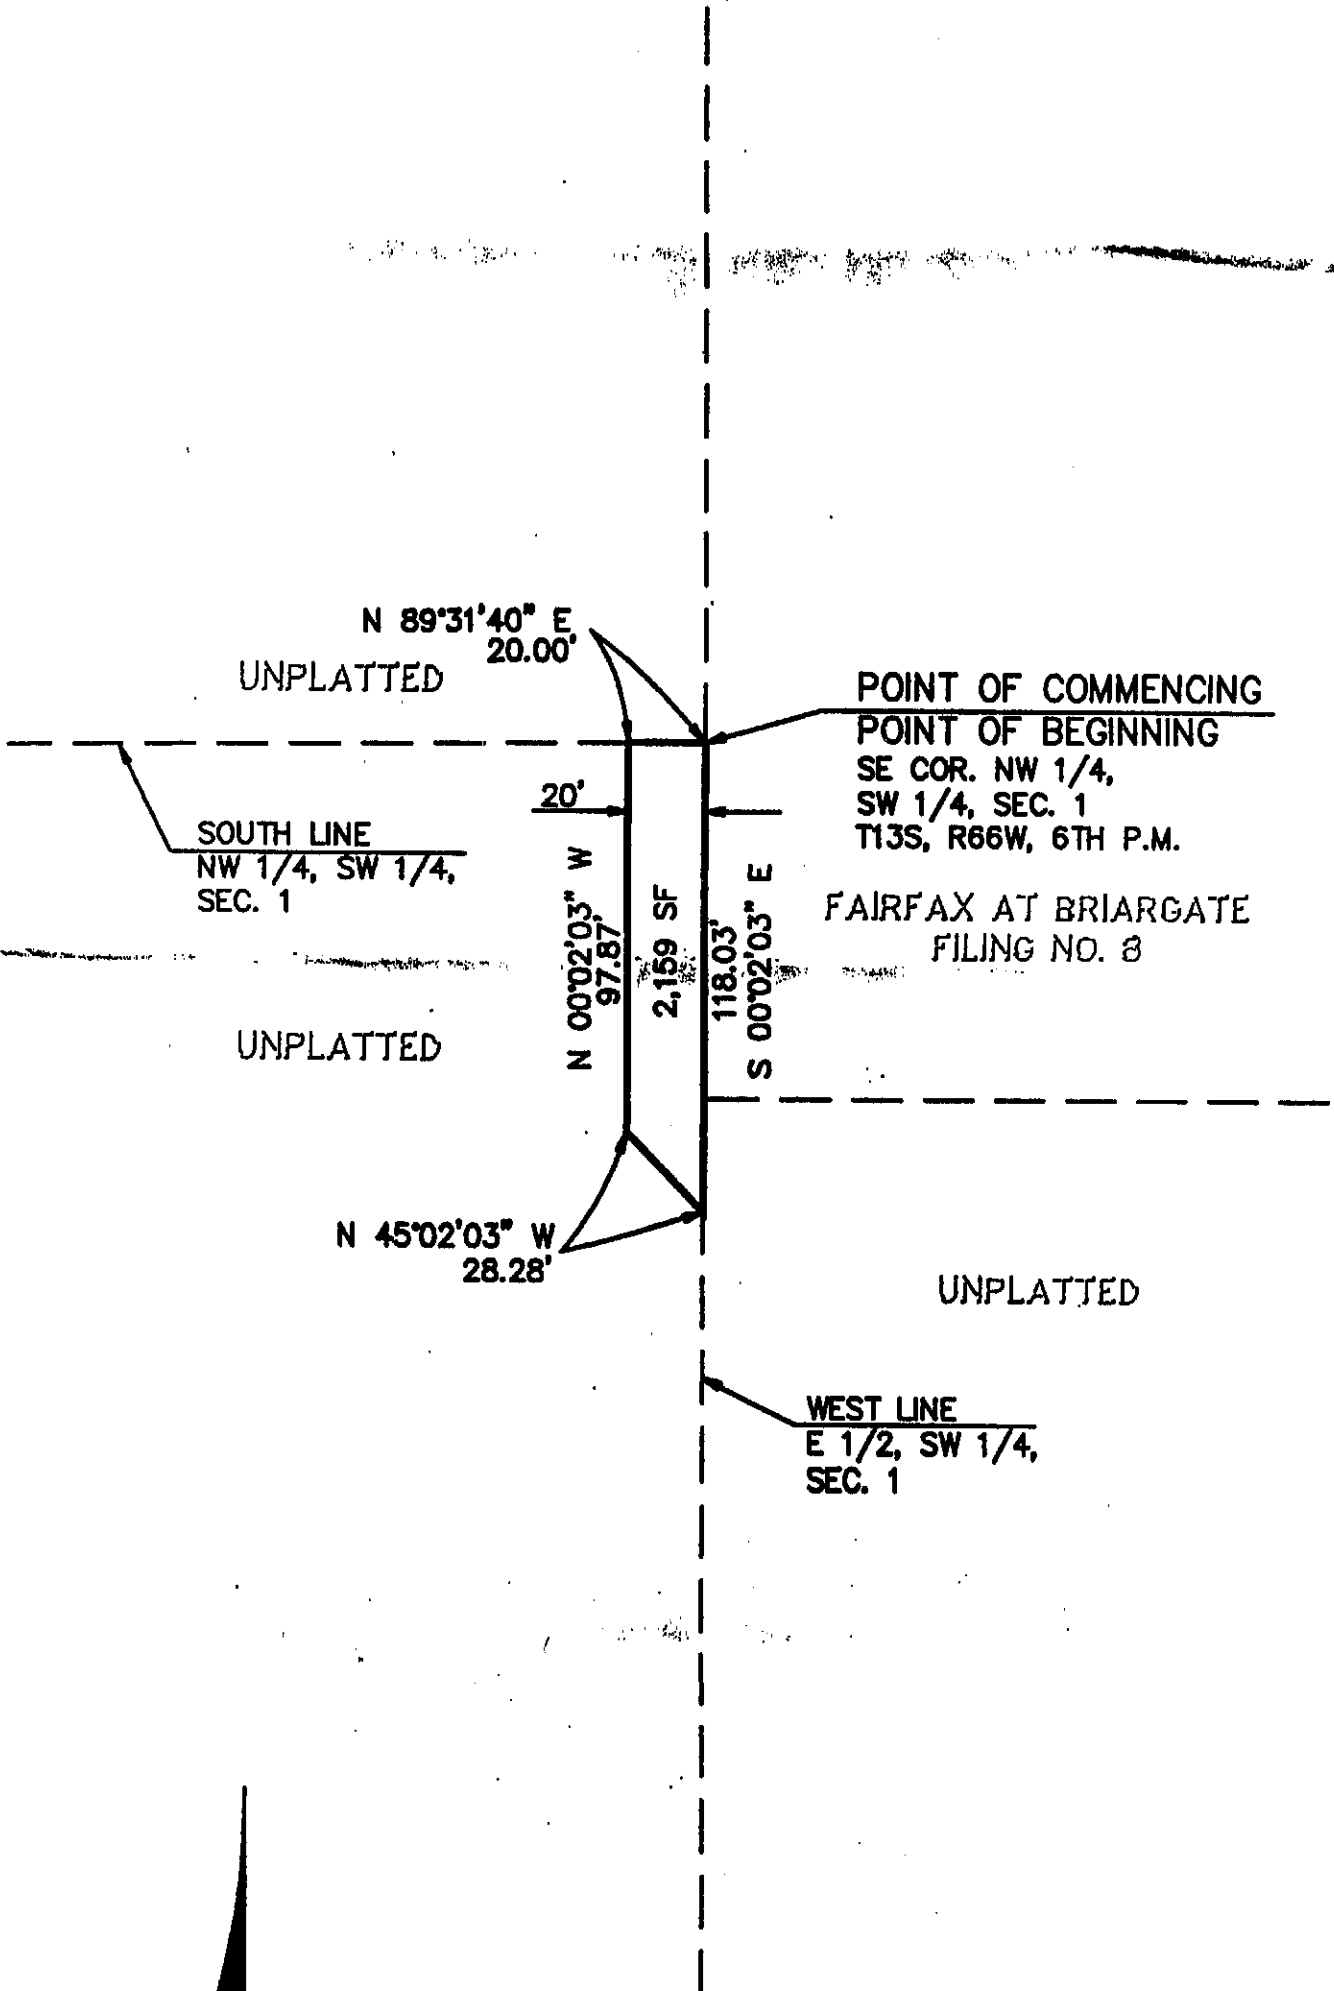 N 89°31'40" E
20.00'
UNPLATTED
POINT OF COMMENCING
POINT OF BEGINNING
SE COR. NW 1/4,
SW 1/4, SEC. 1
T13S, R66W, 6TH P.M.
20'
SOUTH LINE
NW 1/4, SW 1/4,
SEC. 1
N 00°02'03" W
97.87'
2,159 SF
118.03'
S 00°02'03" E
FAIRFAX AT BRIARGATE
FILING NO. 8
UNPLATTED
N 45°02'03" W
28.28'
UNPLATTED
WEST LINE
E 1/2, SW 1/4,
SEC. 1